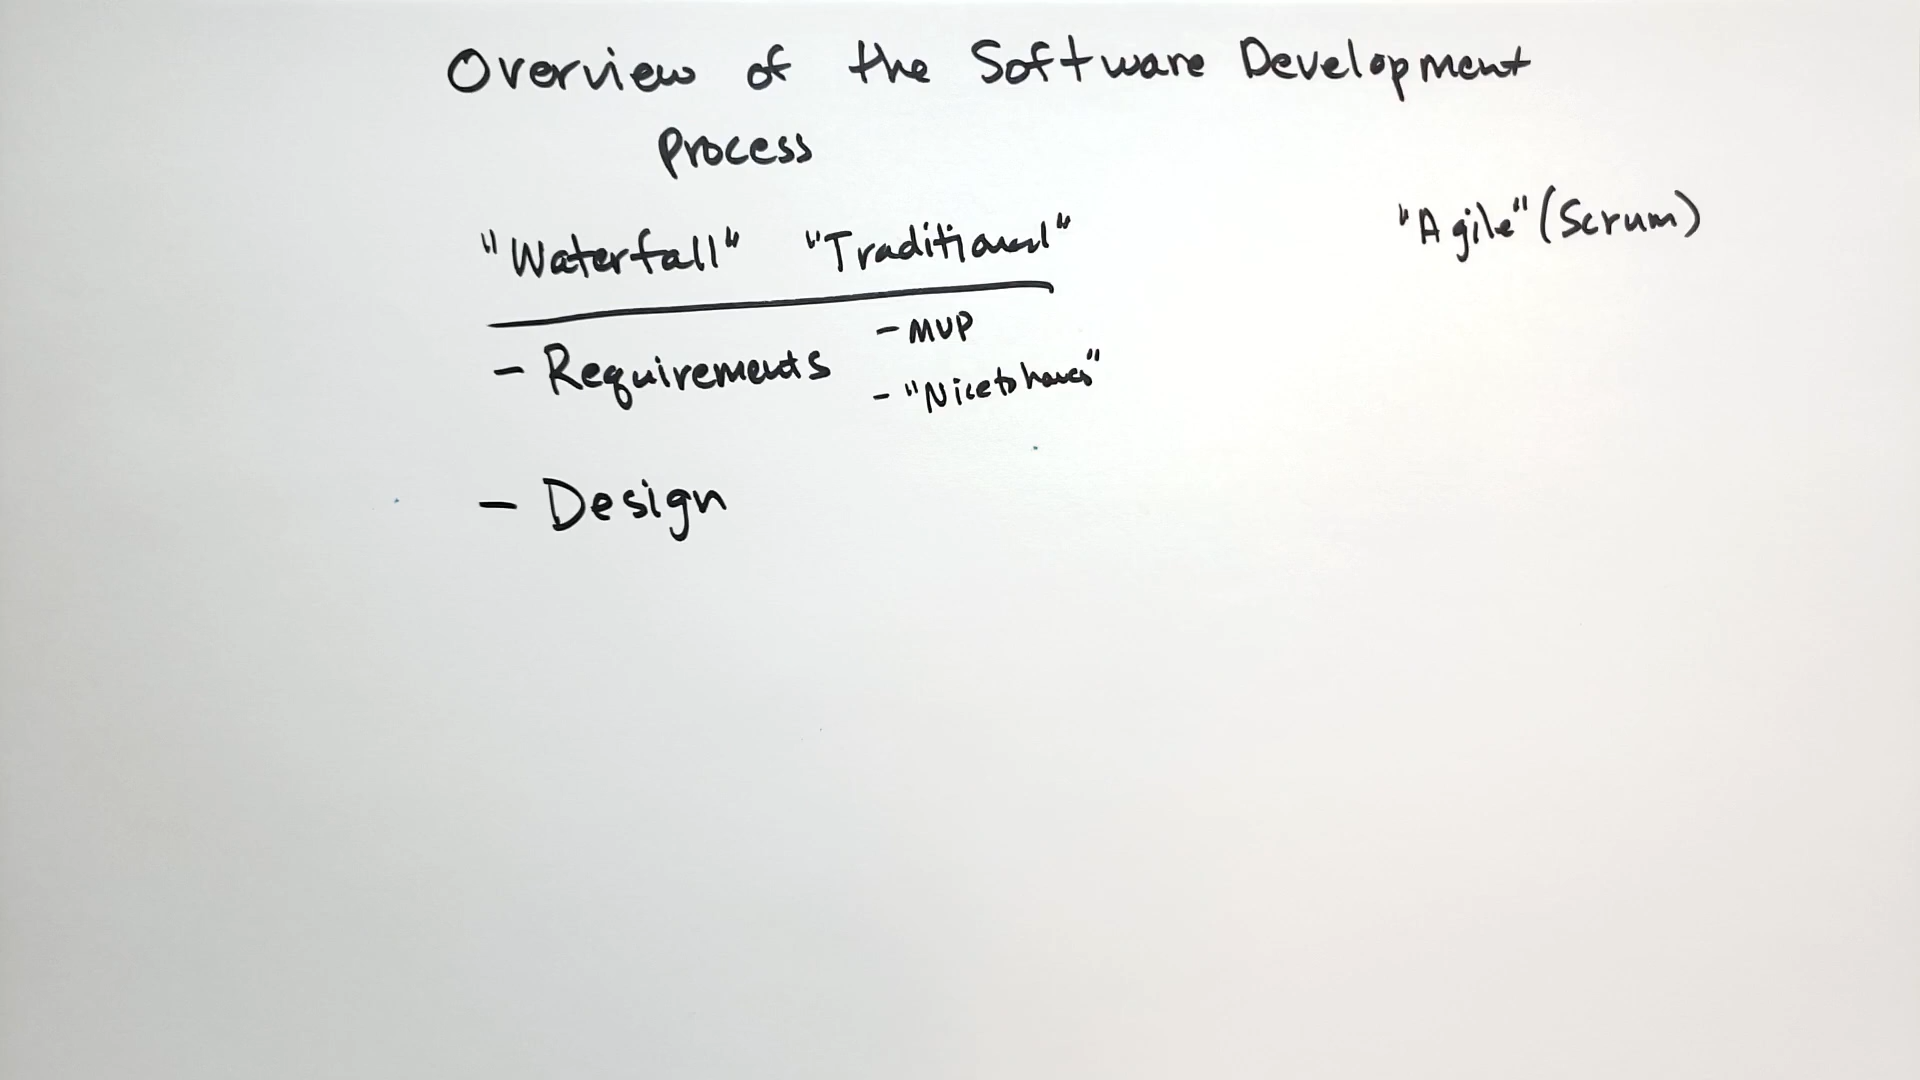 Overview of the Software Development
Process
"Waterfall" "Traditional"
"Agile" (Scrum)
- Requirements
- MVP
- "Nice to haves"
- Design